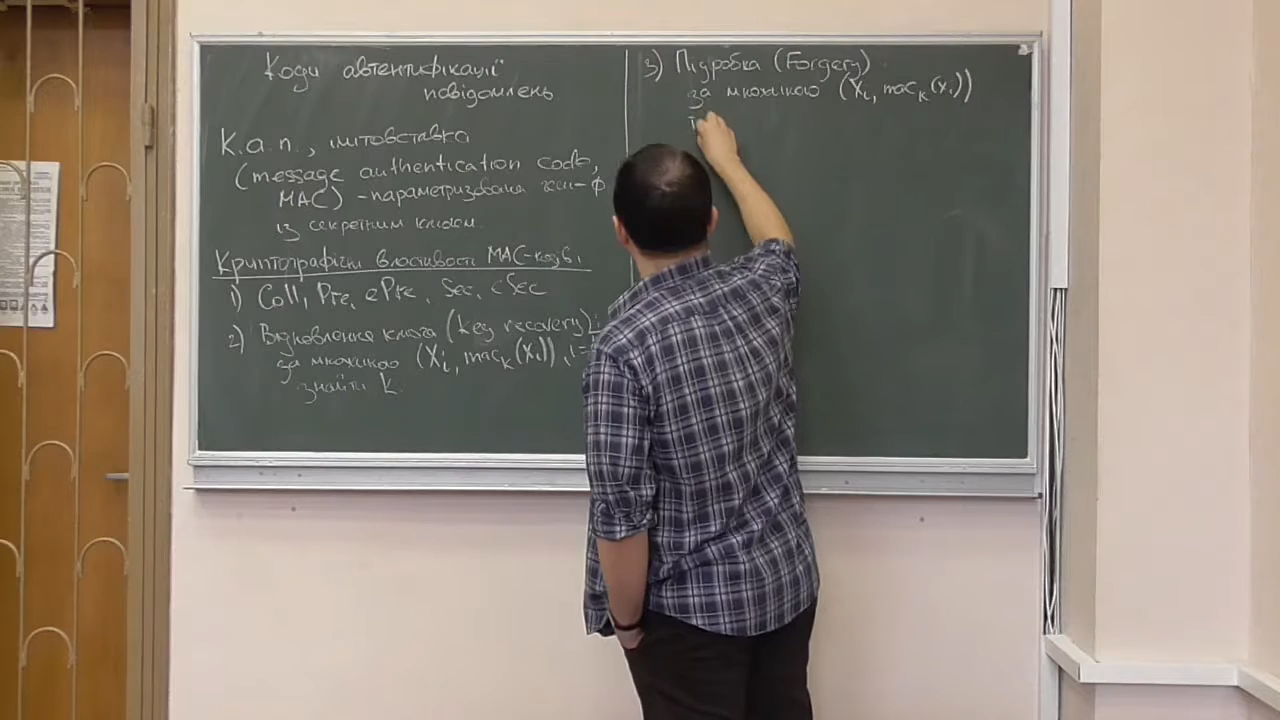 Коди автентифікації
повідомлень
К.а.п., імітовставка
(message authentication code,
MAC) - параметризована геш-ф
із секретним ключем.
Криптографічні властивості MAC-кодів:
1) Coll, Pre, ePre, Sec, eSec
2) Відновлення ключа (key recovery):
за множиною (Xi, mack(Xi)), i=
знайти k
3) Підробка (Forgery)
за множиною (Xi, mack(Xi))